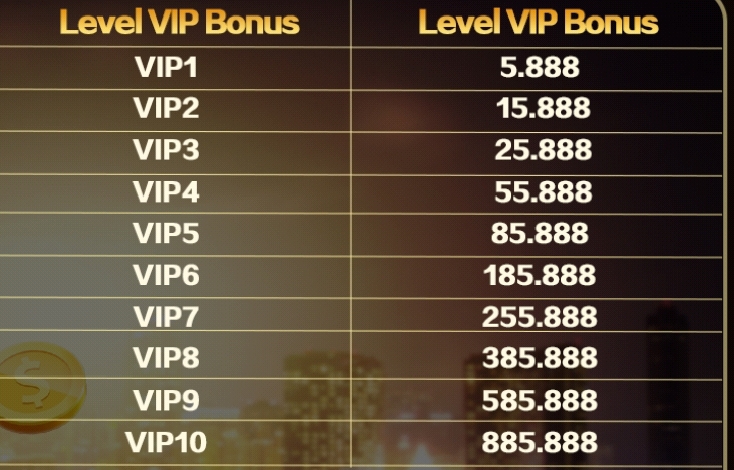 Level VIP Bonus Level VIP Bonus
VIP1 5.888
VIP2 15.888
VIP3 25.888
VIP4 55.888
VIP5 85.888
VIP6 185.888
VIP7 255.888
VIP8 385.888
VIP9 585.888
VIP10 885.888